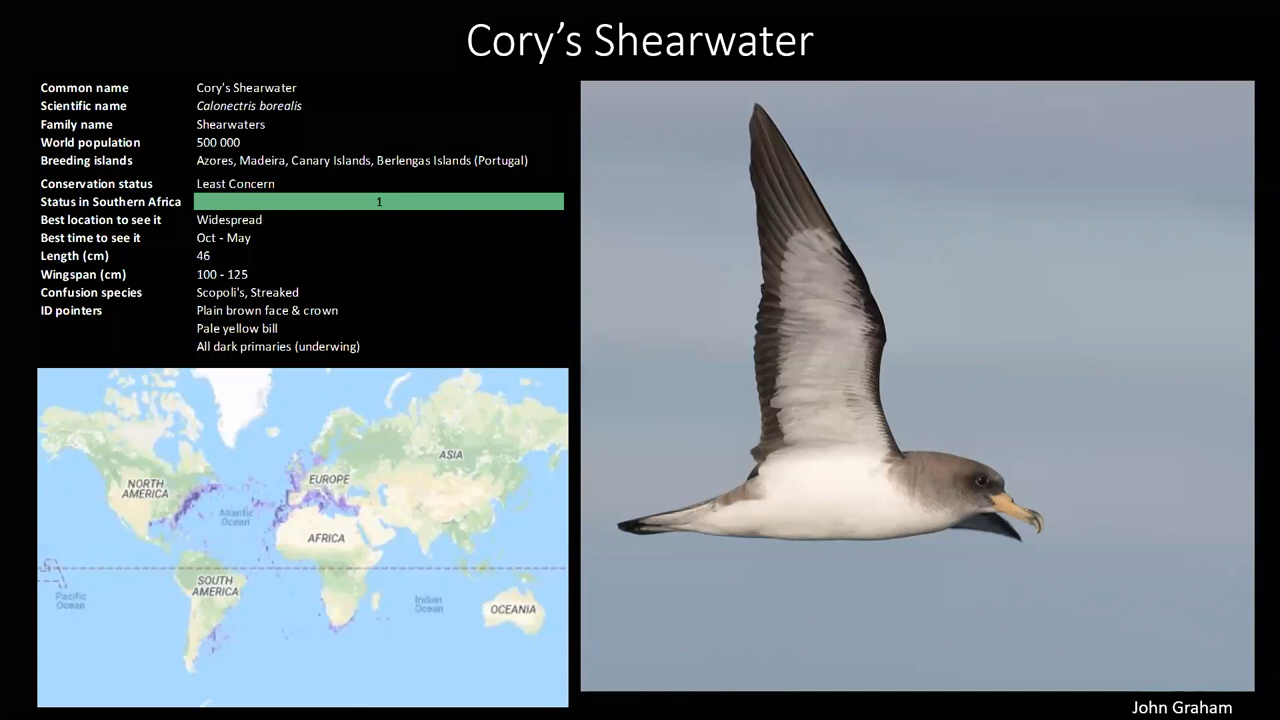 Cory’s Shearwater
Common name Cory's Shearwater
Scientific name Calonectris borealis
Family name Shearwaters
World population 500 000
Breeding islands Azores, Madeira, Canary Islands, Berlengas Islands (Portugal)
Conservation status Least Concern
Status in Southern Africa 1
Best location to see it Widespread
Best time to see it Oct - May
Length (cm) 46
Wingspan (cm) 100 - 125
Confusion species Scopoli's, Streaked
ID pointers Plain brown face & crown
Pale yellow bill
All dark primaries (underwing)
NORTH
AMERICA
EUROPE
ASIA
Atlantic
Ocean
AFRICA
SOUTH
AMERICA
Pacific
Ocean
Indian
Ocean
OCEANIA
John Graham